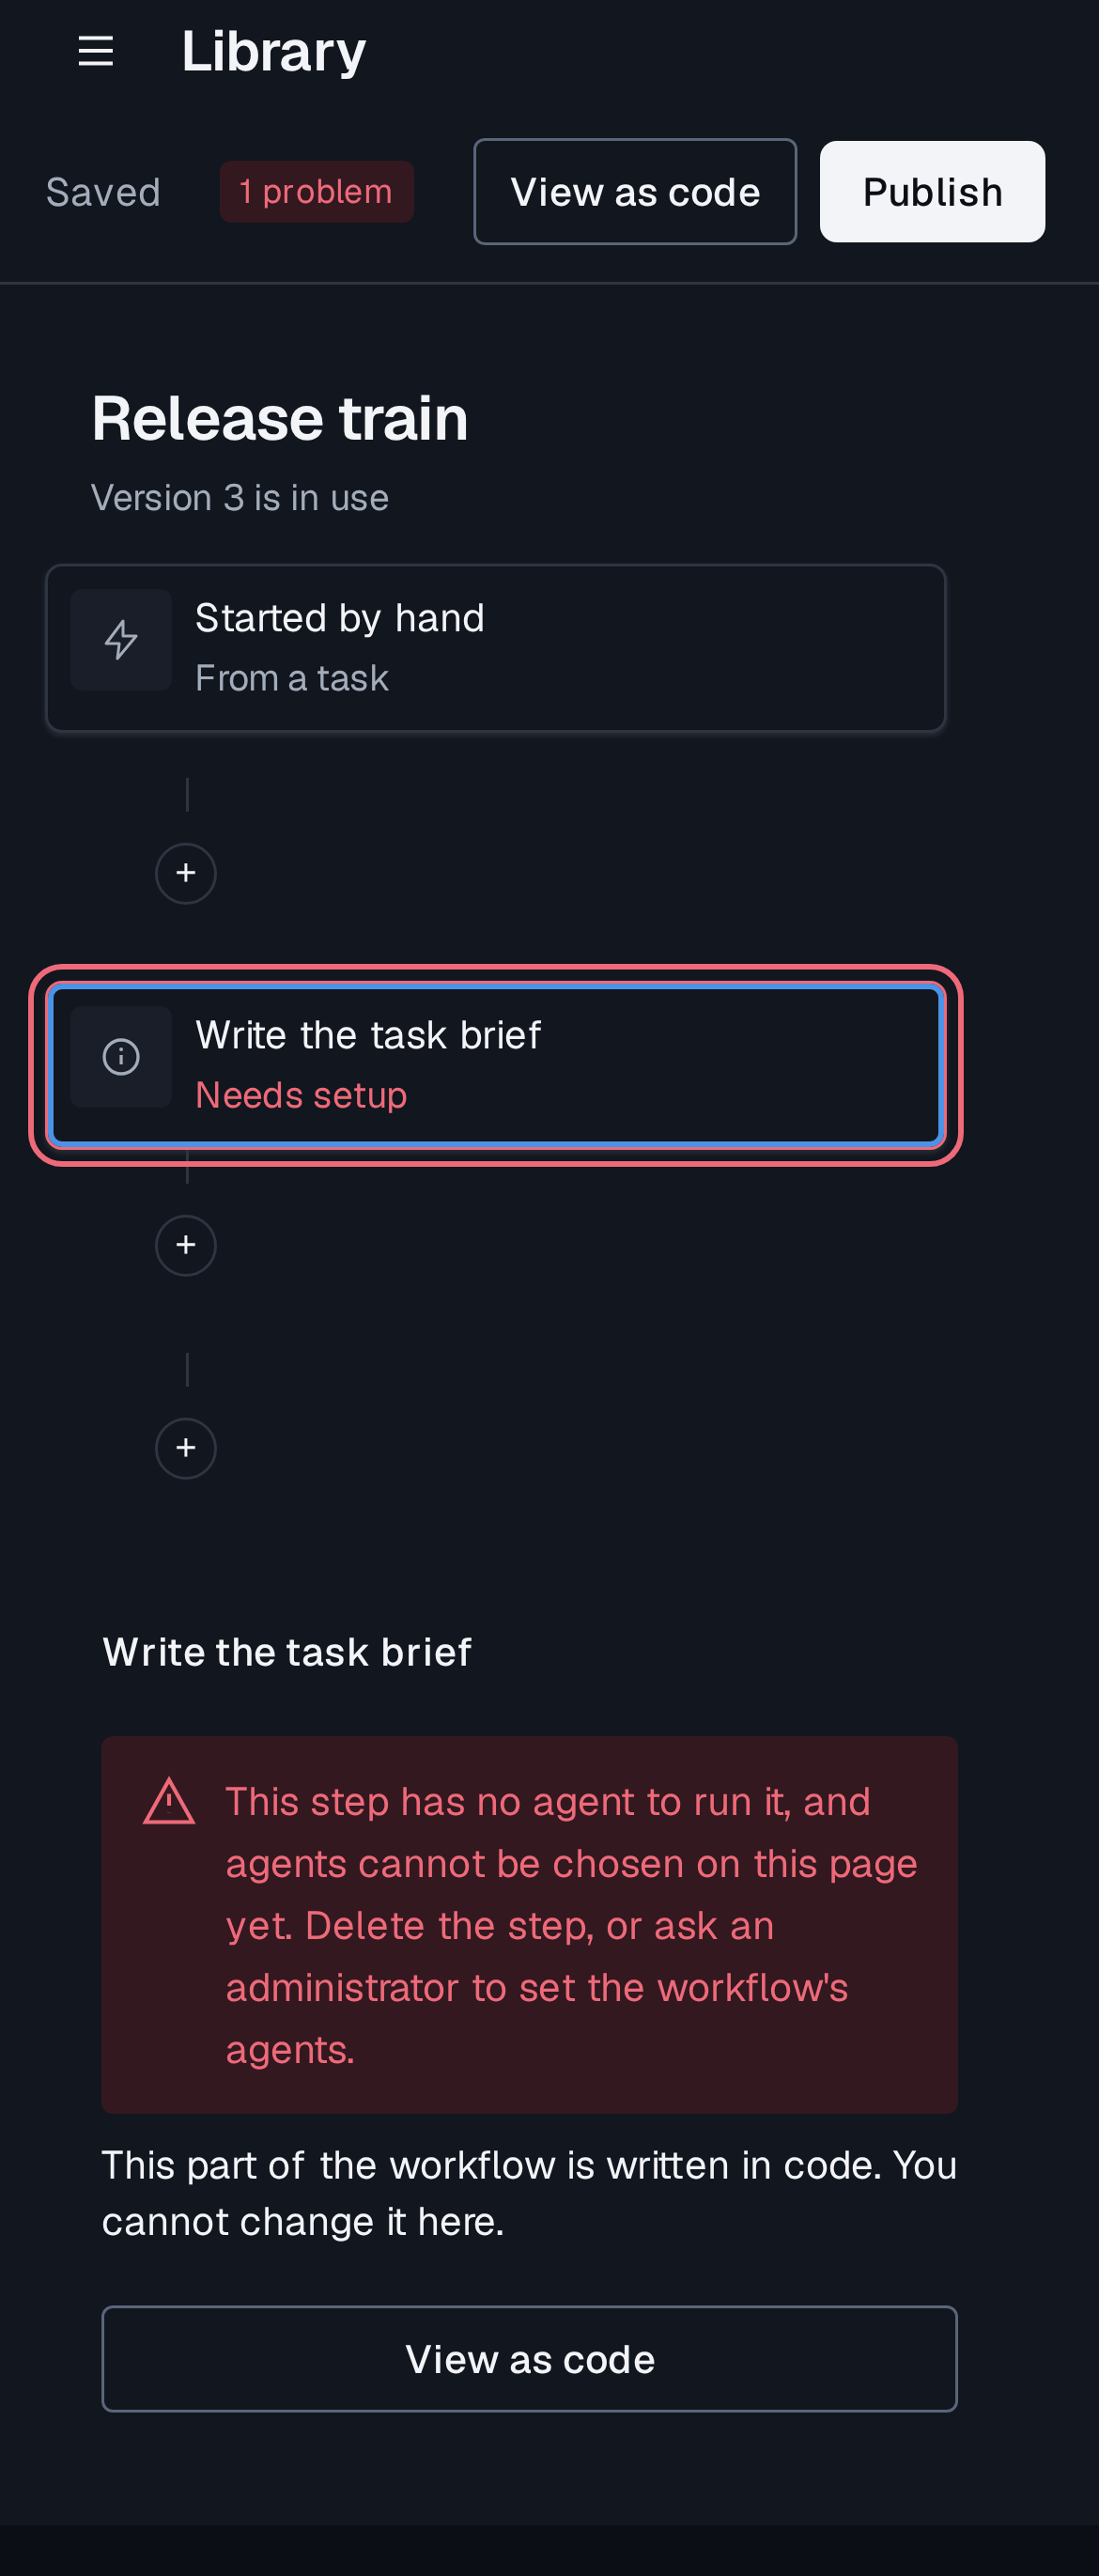 Library
Saved
1 problem
View as code
Publish
Release train
Version 3 is in use
Started by hand
From a task
+
Write the task brief
Needs setup
+
+
Write the task brief
This step has no agent to run it, and
agents cannot be chosen on this page
yet. Delete the step, or ask an
administrator to set the workflow's
agents.
This part of the workflow is written in code. You
cannot change it here.
View as code